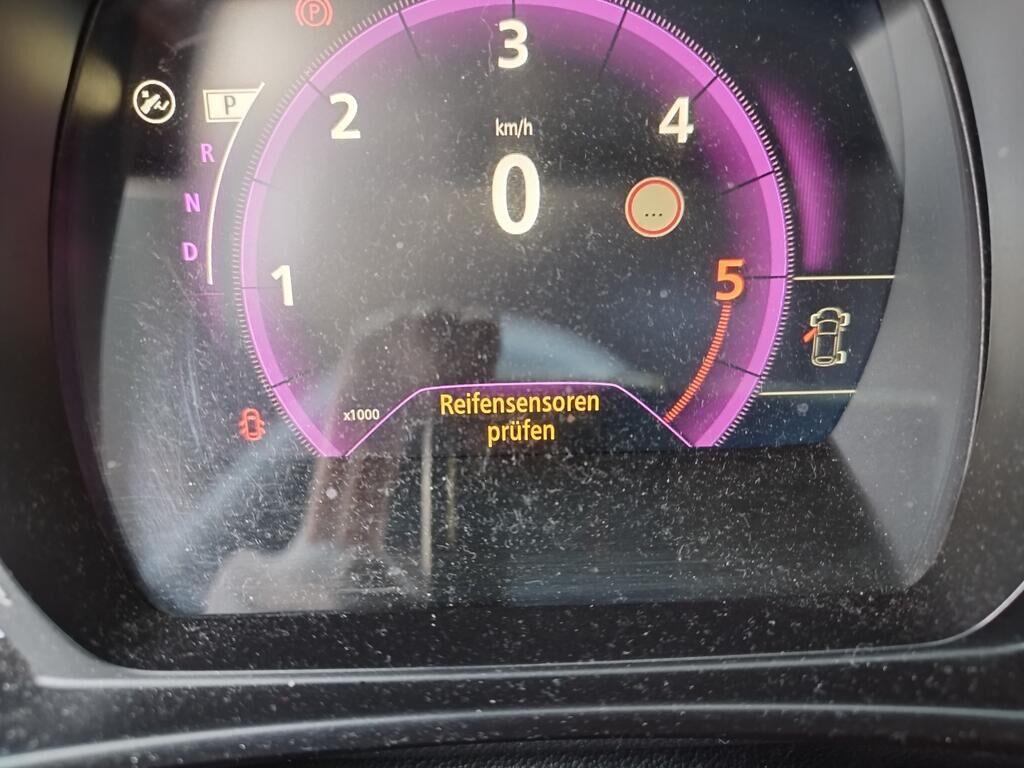 P
3
2
4
P
km/h
R
0
N
...
D
1
5
x1000
Reifensensoren
prüfen